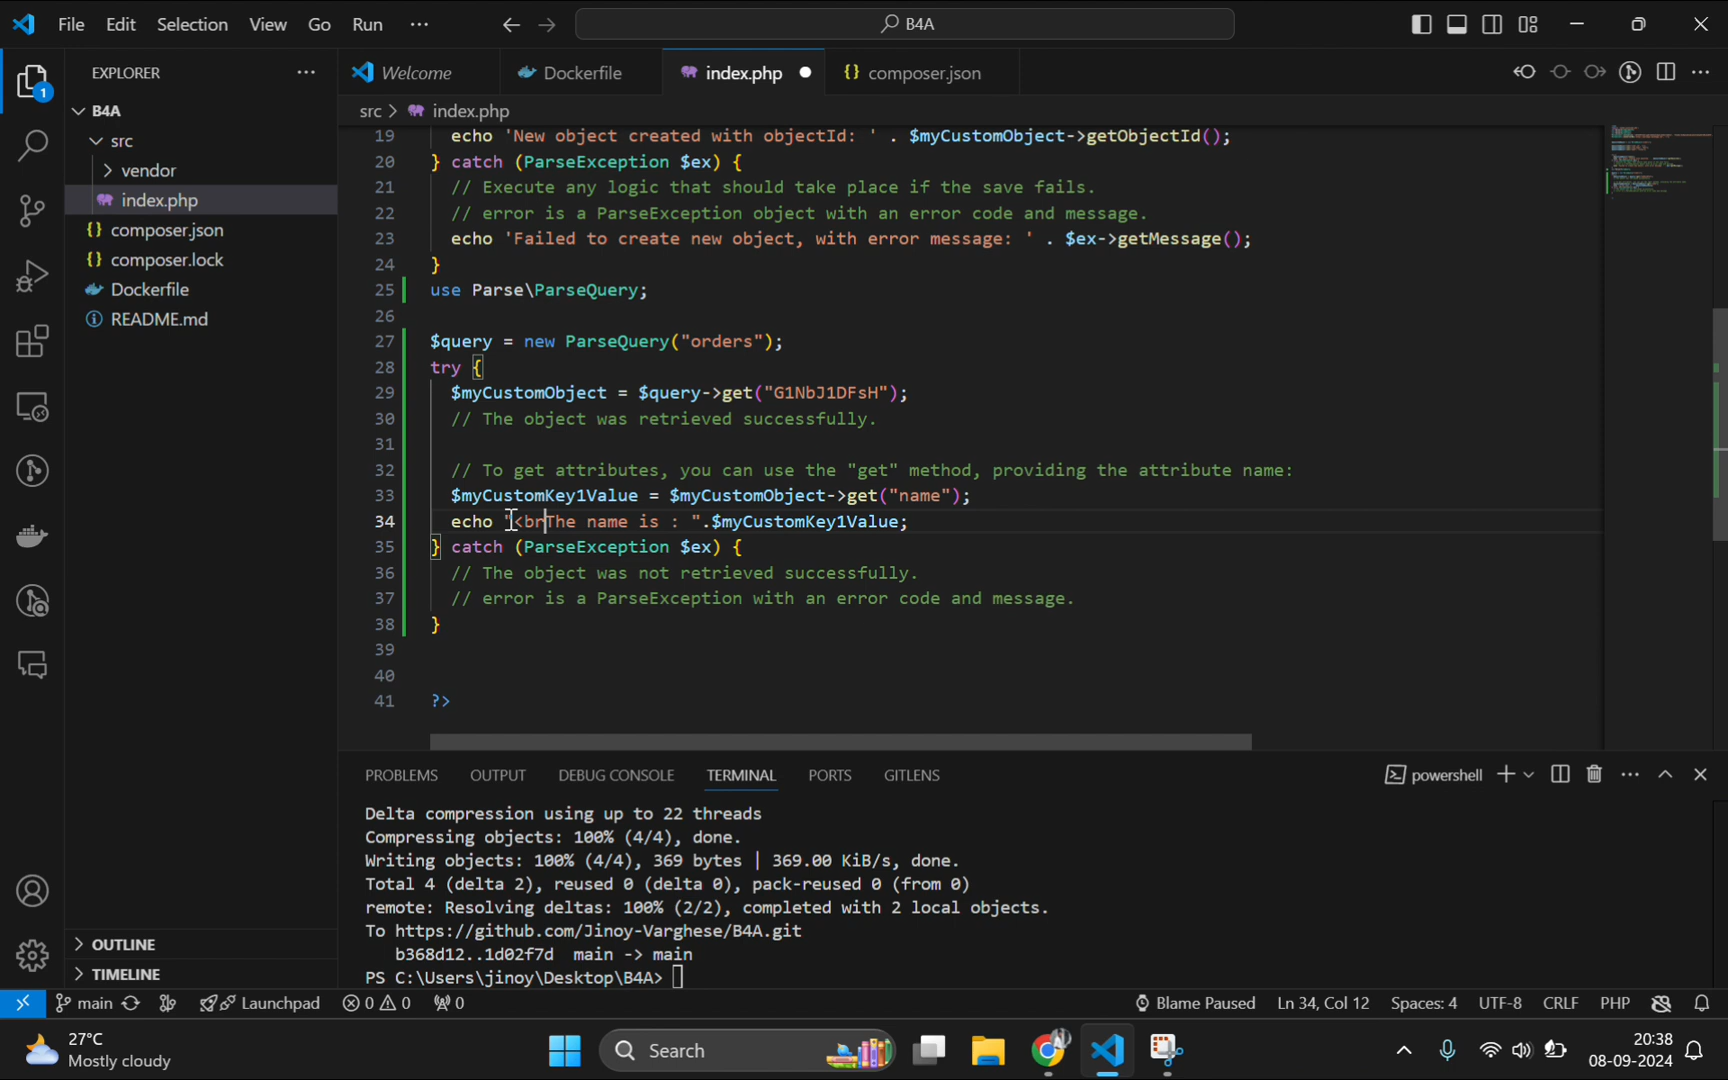 File Edit Selection View Go Run ··· B4A
EXPLORER ···
Welcome Dockerfile index.php {} composer.json
src > index.php
B4A
src
vendor
index.php
{} composer.json
{} composer.lock
Dockerfile
README.md
19 echo 'New object created with objectId: ' . $myCustomObject->getObjectId();
20 } catch (ParseException $ex) {
21 // Execute any logic that should take place if the save fails.
22 // error is a ParseException object with an error code and message.
23 echo 'Failed to create new object, with error message: ' . $ex->getMessage();
24 }
25 use Parse\ParseQuery;
26
27 $query = new ParseQuery("orders");
28 try {
29 $myCustomObject = $query->get("G1NbJ1DFsH");
30 // The object was retrieved successfully.
31
32 // To get attributes, you can use the "get" method, providing the attribute name:
33 $myCustomKey1Value = $myCustomObject->get("name");
34 echo "<brThe name is : ".$myCustomKey1Value;
35 } catch (ParseException $ex) {
36 // The object was not retrieved successfully.
37 // error is a ParseException with an error code and message.
38 }
39
40
41 ?>
PROBLEMS OUTPUT DEBUG CONSOLE TERMINAL PORTS GITLENS powershell
Delta compression using up to 22 threads
Compressing objects: 100% (4/4), done.
Writing objects: 100% (4/4), 369 bytes | 369.00 KiB/s, done.
Total 4 (delta 2), reused 0 (delta 0), pack-reused 0 (from 0)
remote: Resolving deltas: 100% (2/2), completed with 2 local objects.
To https://github.com/Jinoy-Varghese/B4A.git
b368d12..1d02f7d main -> main
PS C:\Users\jinoy\Desktop\B4A>
OUTLINE
TIMELINE
1
main Launchpad 0 0 0 Blame Paused Ln 34, Col 12 Spaces: 4 UTF-8 CRLF PHP
27°C
Mostly cloudy
Search
20:38
08-09-2024